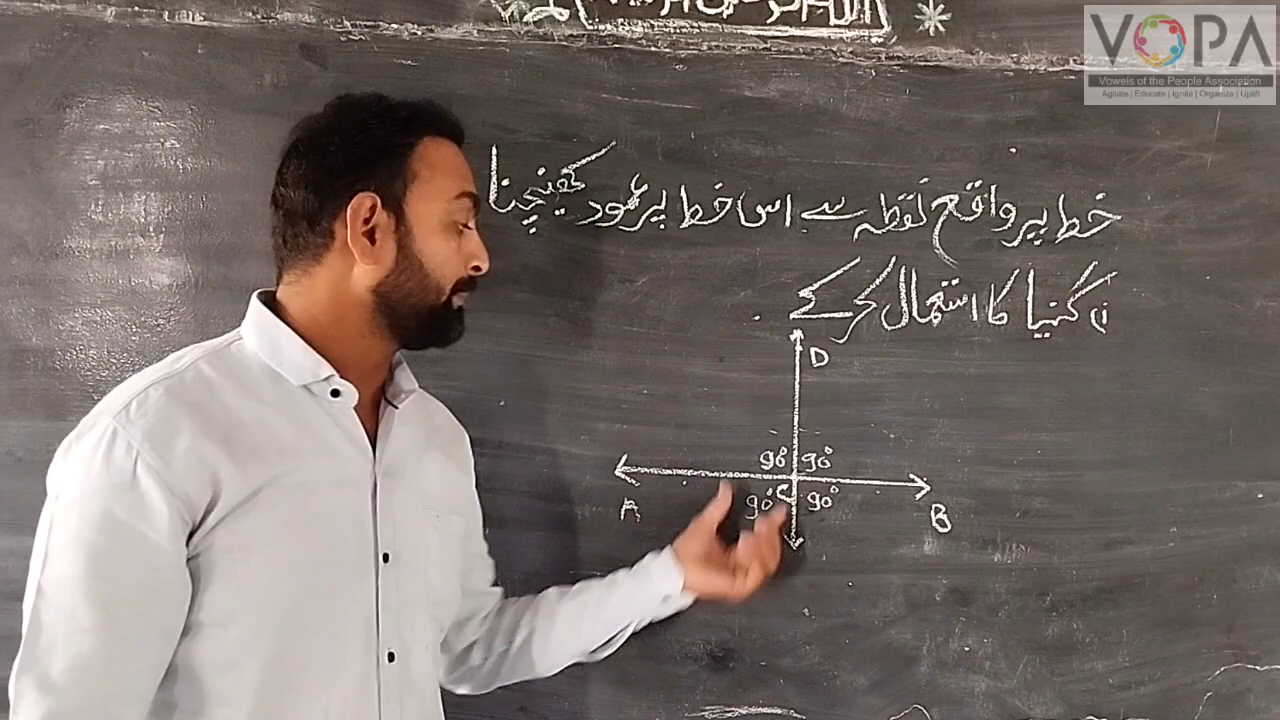 VOPA
Vowels of the People Association
Agitate | Educate | Ignite | Organize | Uplift
خط پر واقع نقطہ سے اس خط پر عمود کھینچنا
i) گنیا کا استعمال کرکے
D
90° 90°
90° C 90°
A B